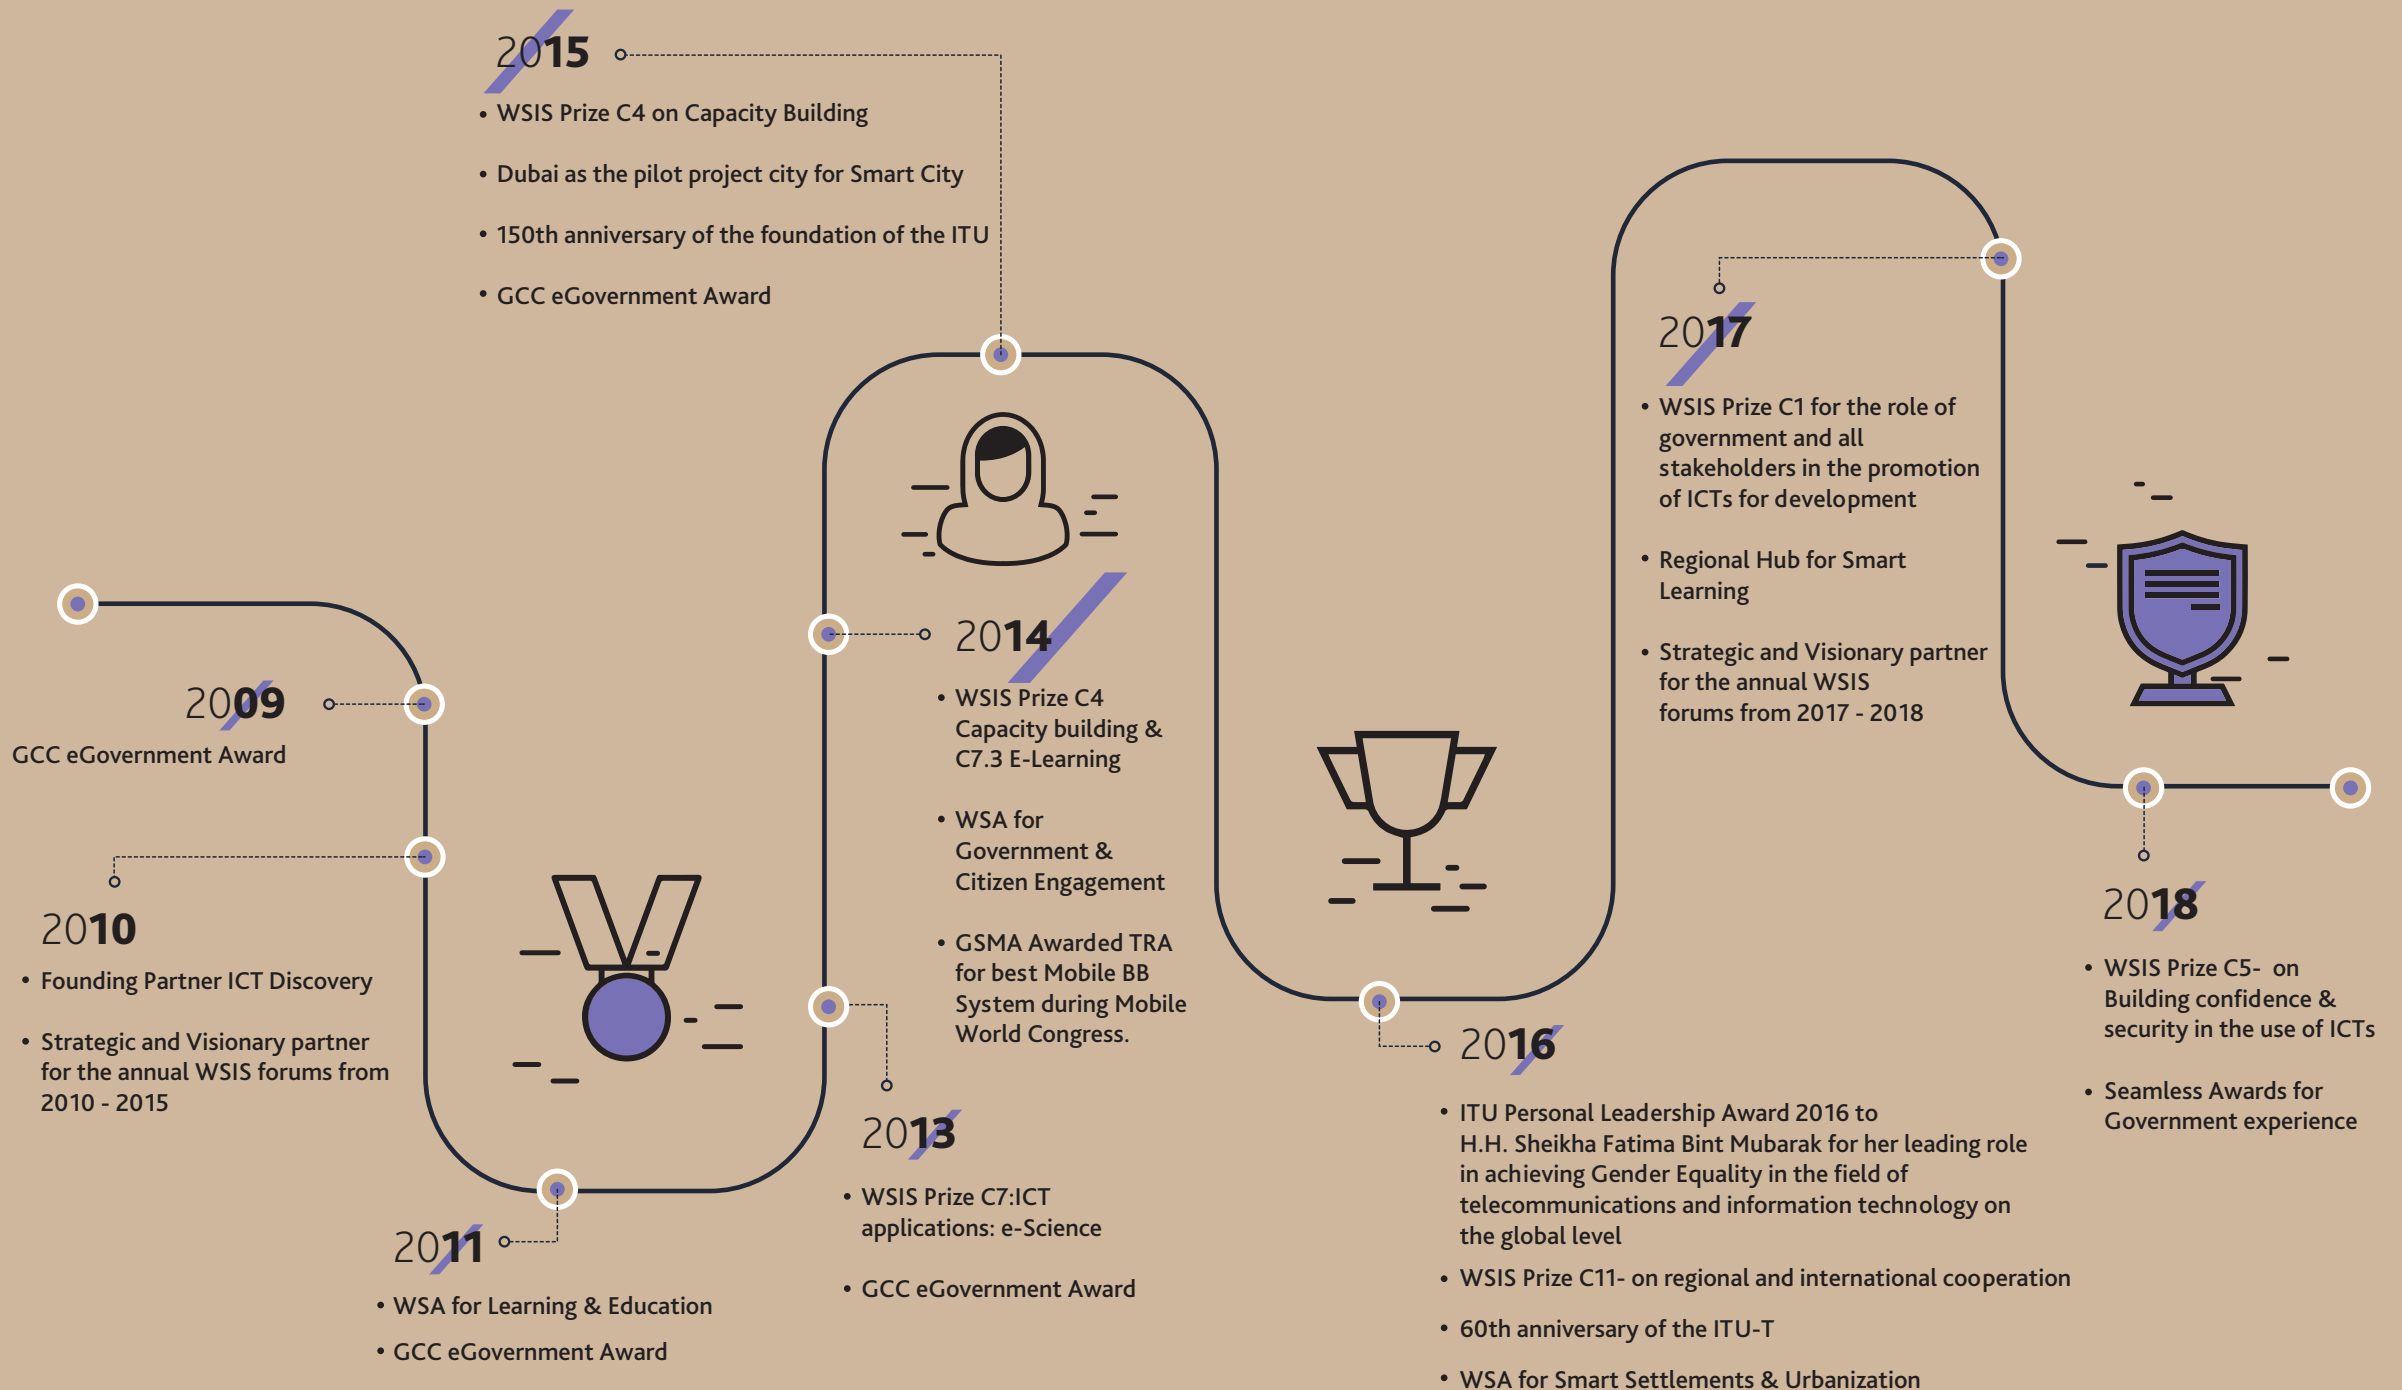 2009
GCC eGovernment Award
2010
• Founding Partner ICT Discovery
• Strategic and Visionary partner
for the annual WSIS forums from
2010 - 2015
2011
• WSA for Learning & Education
• GCC eGovernment Award
2013
• WSIS Prize C7:ICT
applications: e-Science
• GCC eGovernment Award
2014
• WSIS Prize C4
Capacity building &
C7.3 E-Learning
• WSA for
Government &
Citizen Engagement
• GSMA Awarded TRA
for best Mobile BB
System during Mobile
World Congress.
2015
• WSIS Prize C4 on Capacity Building
• Dubai as the pilot project city for Smart City
• 150th anniversary of the foundation of the ITU
• GCC eGovernment Award
2016
• ITU Personal Leadership Award 2016 to
H.H. Sheikha Fatima Bint Mubarak for her leading role
in achieving Gender Equality in the field of
telecommunications and information technology on
the global level
• WSIS Prize C11- on regional and international cooperation
• 60th anniversary of the ITU-T
• WSA for Smart Settlements & Urbanization
2017
• WSIS Prize C1 for the role of
government and all
stakeholders in the promotion
of ICTs for development
• Regional Hub for Smart
Learning
• Strategic and Visionary partner
for the annual WSIS
forums from 2017 - 2018
2018
• WSIS Prize C5- on
Building confidence &
security in the use of ICTs
• Seamless Awards for
Government experience